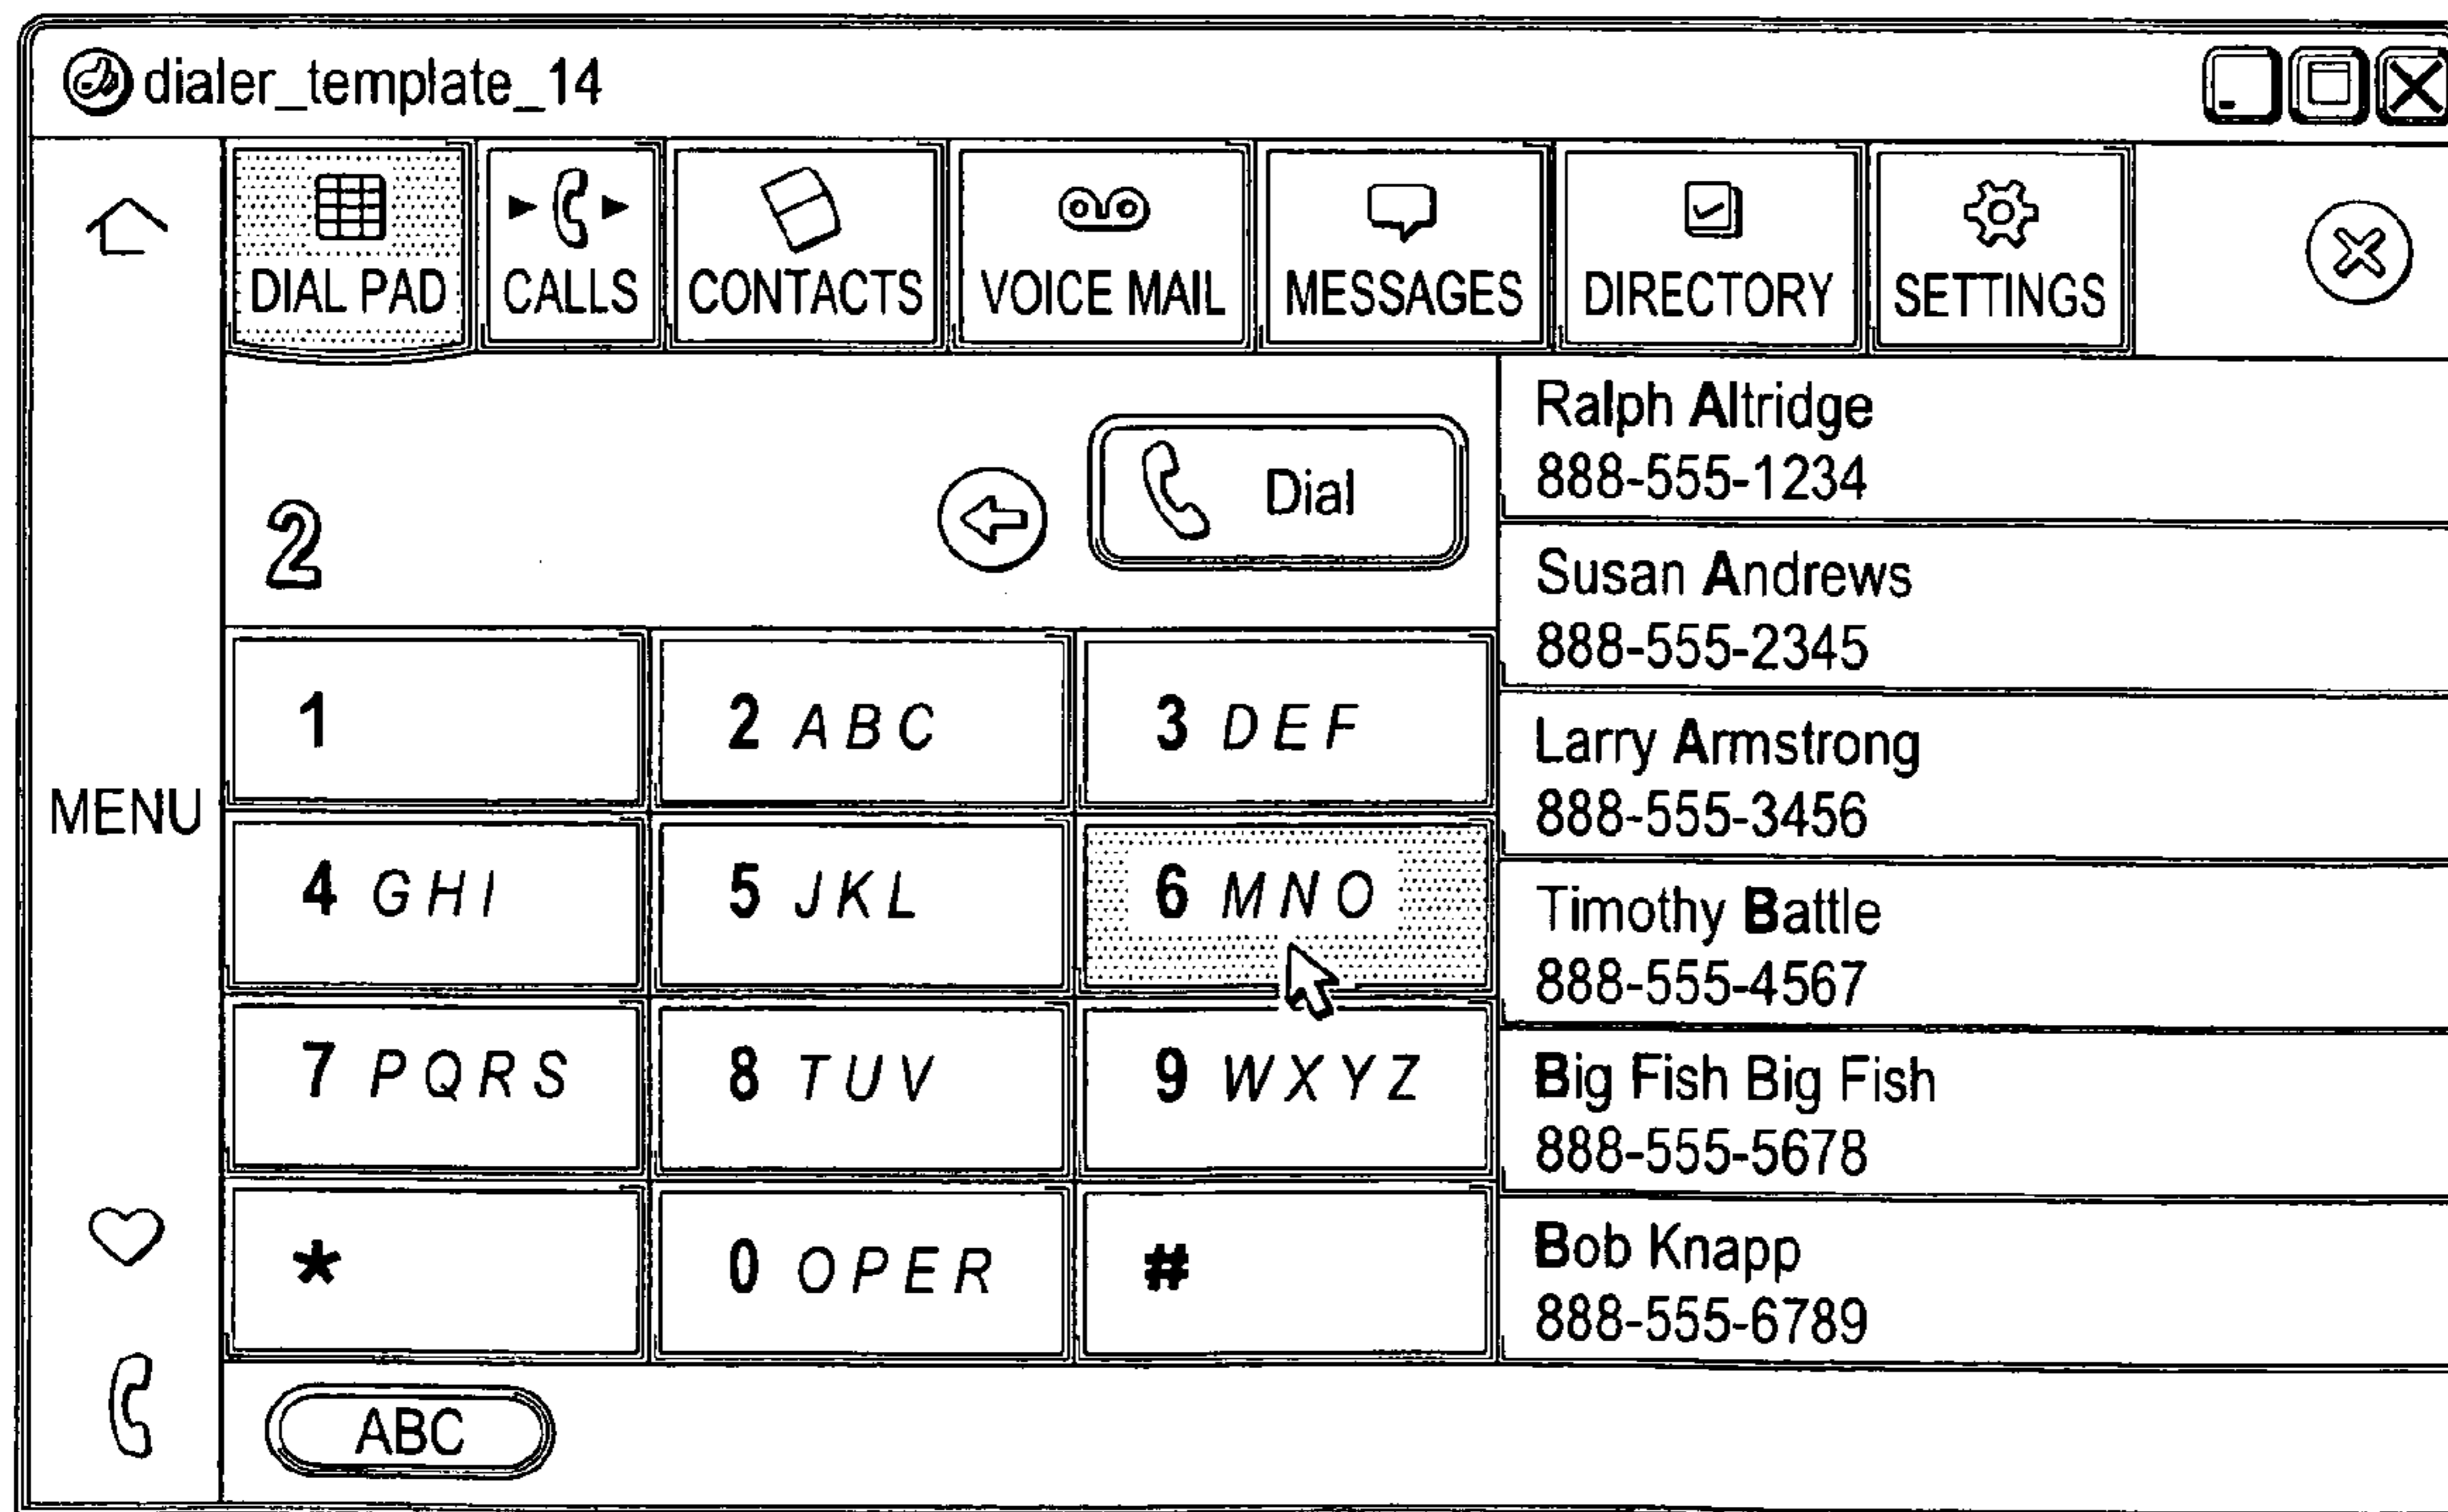 dialer_template_14
DIAL PAD
CALLS
CONTACTS
VOICE MAIL
MESSAGES
DIRECTORY
SETTINGS
MENU
2
Dial
1
2 ABC
3 DEF
4 GHI
5 JKL
6 MNO
7 PQRS
8 TUV
9 WXYZ
*
0 OPER
#
ABC
Ralph Altridge
888-555-1234
Susan Andrews
888-555-2345
Larry Armstrong
888-555-3456
Timothy Battle
888-555-4567
Big Fish Big Fish
888-555-5678
Bob Knapp
888-555-6789